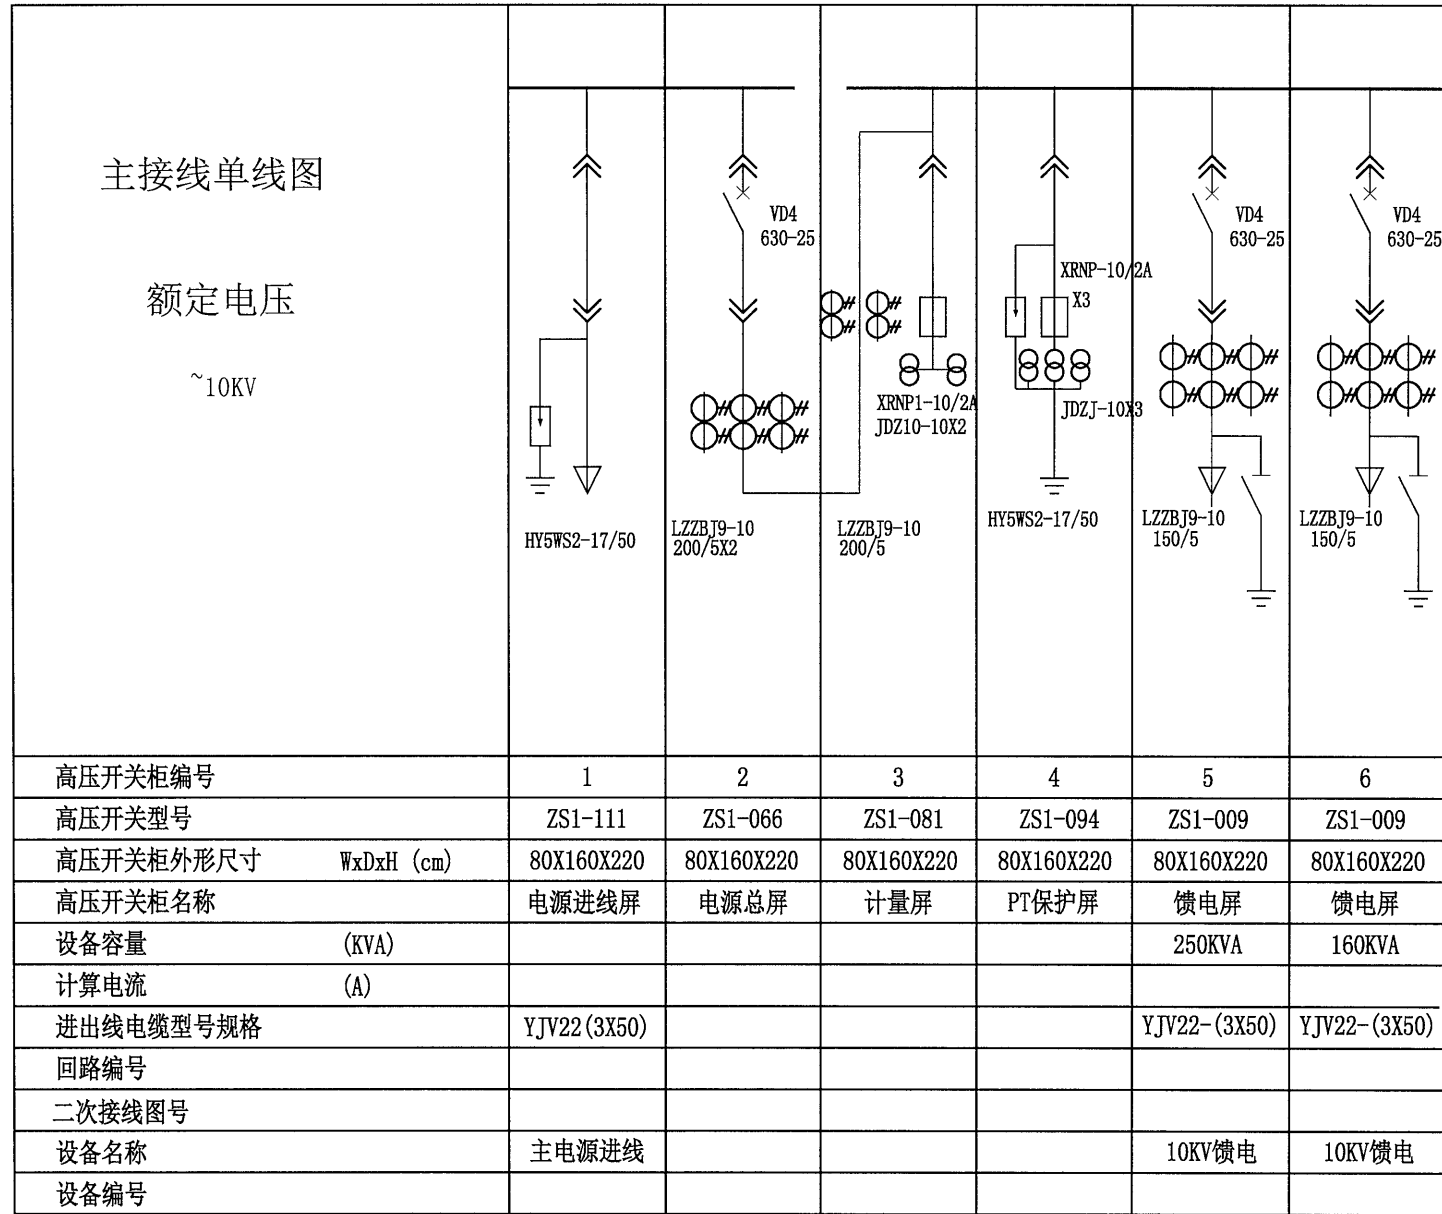 主接线单线图
额定电压
~10KV
VD4
630-25
VD4
630-25
VD4
630-25
XRNP-10/2A
X3
XRNP1-10/2A
JDZ10-10X2
JDZJ-10X3
HY5WS2-17/50
LZZBJ9-10
200/5X2
LZZBJ9-10
200/5
HY5WS2-17/50
LZZBJ9-10
150/5
LZZBJ9-10
150/5
高压开关柜编号 1 2 3 4 5 6
高压开关型号 ZS1-111 ZS1-066 ZS1-081 ZS1-094 ZS1-009 ZS1-009
高压开关柜外形尺寸 WxDxH (cm) 80X160X220 80X160X220 80X160X220 80X160X220 80X160X220 80X160X220
高压开关柜名称 电源进线屏 电源总屏 计量屏 PT保护屏 馈电屏 馈电屏
设备容量 (KVA) 250KVA 160KVA
计算电流 (A)
进出线电缆型号规格 YJV22(3X50) YJV22-(3X50) YJV22-(3X50)
回路编号
二次接线图号
设备名称 主电源进线 10KV馈电 10KV馈电
设备编号